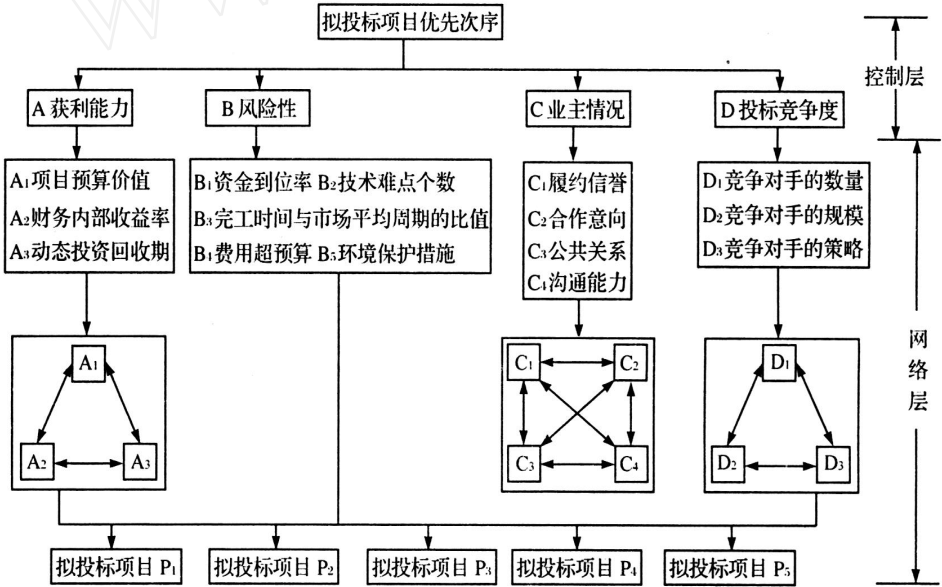 拟投标项目优先次序
控制层
A 获利能力
B 风险性
C 业主情况
D 投标竞争度
A₁项目预算价值
A₂财务内部收益率
A₃动态投资回收期
B₁资金到位率 B₂技术难点个数
B₃完工时间与市场平均周期的比值
B₁费用超预算 B₅环境保护措施
C₁履约信誉
C₂合作意向
C₃公共关系
C₄沟通能力
D₁竞争对手的数量
D₂竞争对手的规模
D₃竞争对手的策略
网络层
A₁
A₂
A₃
C₁
C₂
C₃
C₄
D₁
D₂
D₃
拟投标项目 P₁
拟投标项目 P₂
拟投标项目 P₃
拟投标项目 P₄
拟投标项目 P₅